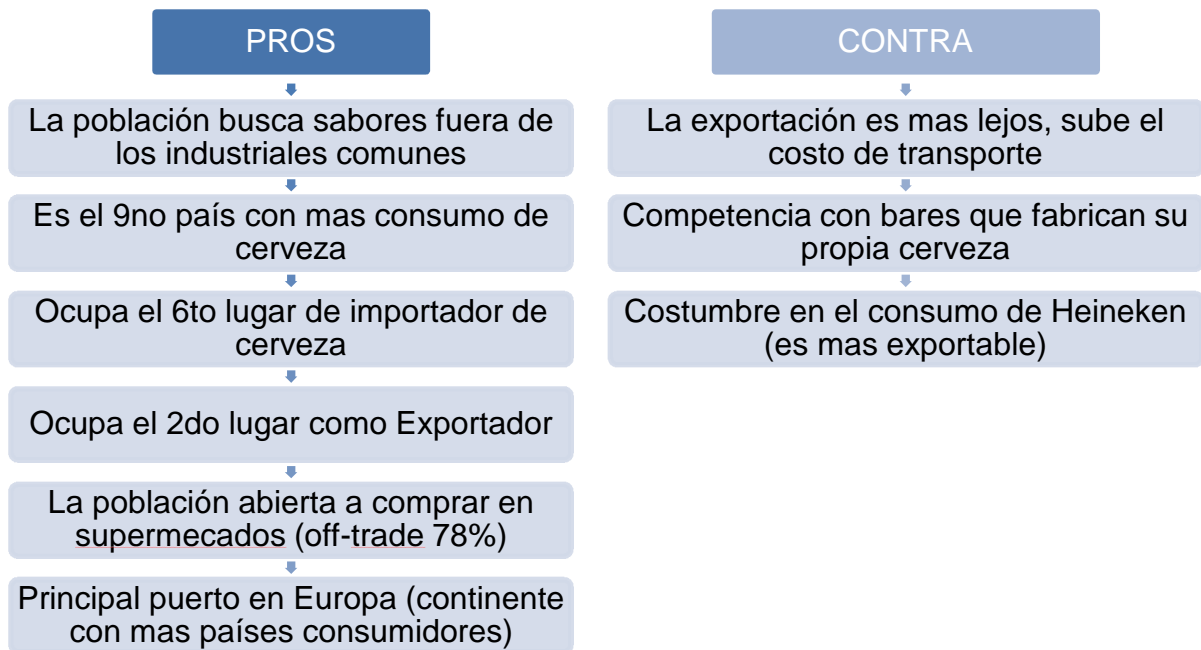 PROS
La población busca sabores fuera de
los industriales comunes
Es el 9no país con mas consumo de
cerveza
Ocupa el 6to lugar de importador de
cerveza
Ocupa el 2do lugar como Exportador
La población abierta a comprar en
supermecados (off-trade 78%)
Principal puerto en Europa (continente
con mas países consumidores)
CONTRA
La exportación es mas lejos, sube el
costo de transporte
Competencia con bares que fabrican su
propia cerveza
Costumbre en el consumo de Heineken
(es mas exportable)